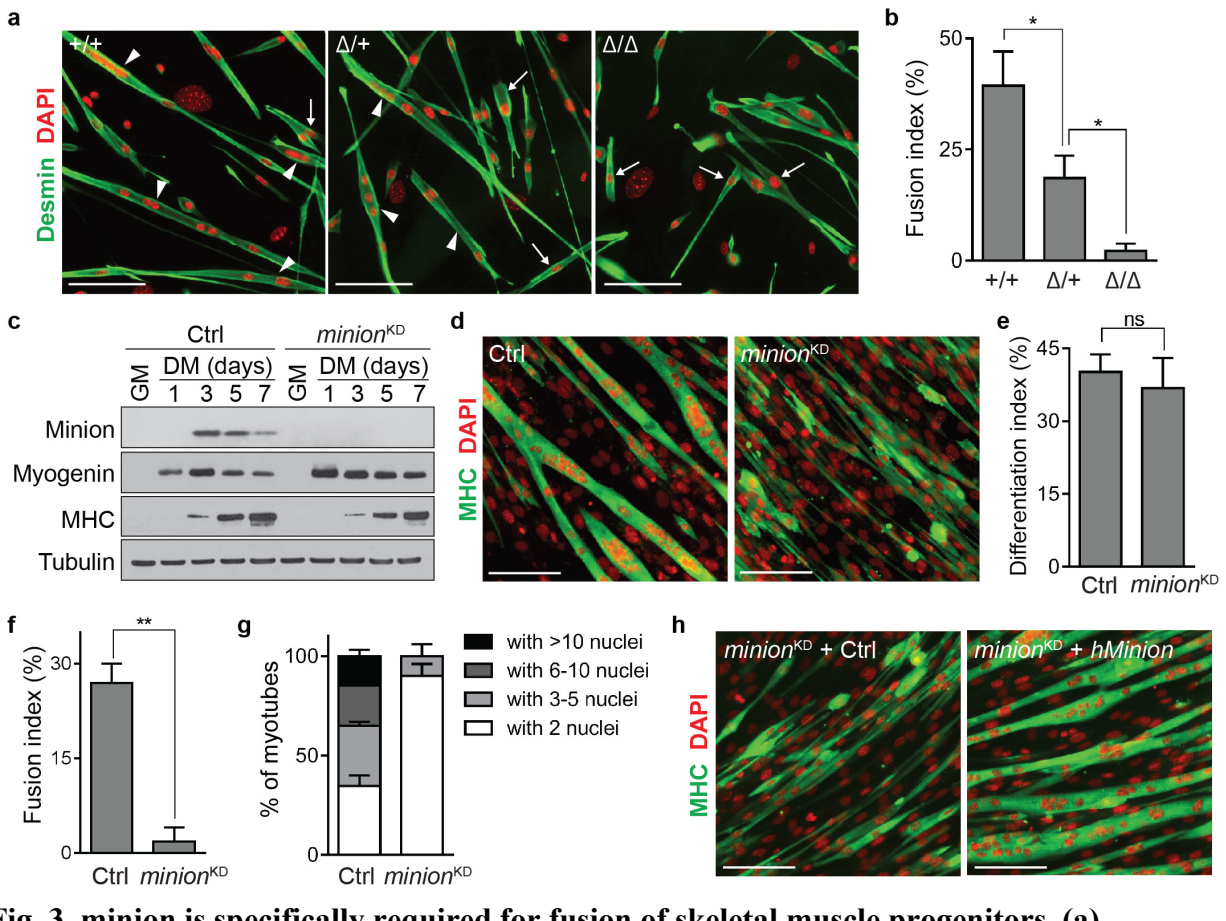 a
Desmin DAPI
+/+
Δ/+
Δ/Δ
b
Fusion index (%)
50
25
0
*
*
+/+ Δ/+ Δ/Δ
c
Ctrl minionKD
GM DM (days) GM DM (days)
1 3 5 7 1 3 5 7
Minion
Myogenin
MHC
Tubulin
d
MHC DAPI
Ctrl
minionKD
e
Differentiation index (%)
45
30
15
0
ns
Ctrl minionKD
f
Fusion index (%)
30
15
0
**
Ctrl minionKD
g
% of myotubes
100
50
0
Ctrl minionKD
with >10 nuclei
with 6-10 nuclei
with 3-5 nuclei
with 2 nuclei
h
MHC DAPI
minionKD + Ctrl
minionKD + hMinion
Fig. 3. minion is specifically required for fusion of skeletal muscle progenitors. (a)